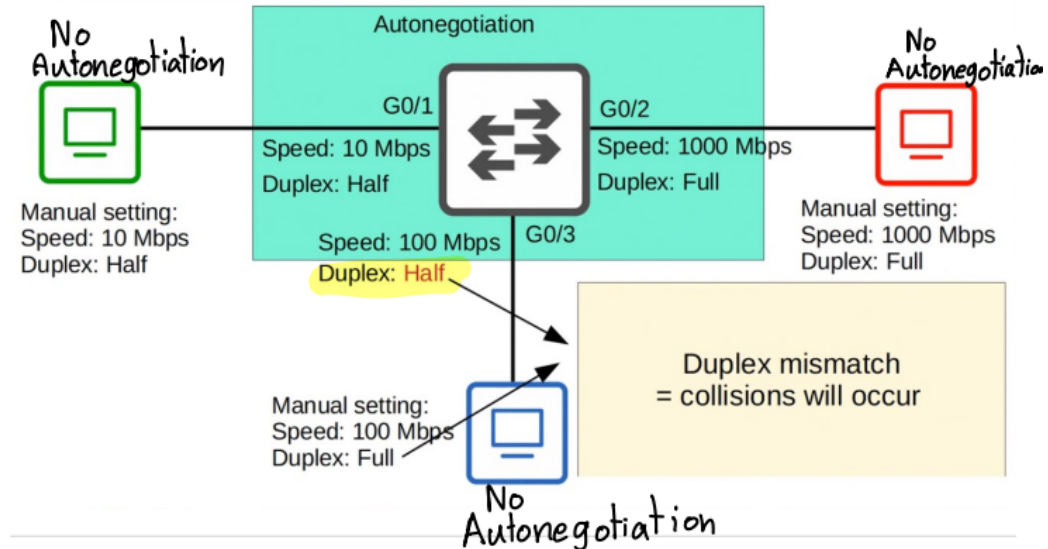 Autonegotiation
No
Autonegotiation
No
Autonegotiation
G0/1
G0/2
Speed: 10 Mbps
Duplex: Half
Speed: 1000 Mbps
Duplex: Full
Manual setting:
Speed: 10 Mbps
Duplex: Half
Manual setting:
Speed: 1000 Mbps
Duplex: Full
G0/3
Speed: 100 Mbps
Duplex: Half
Duplex mismatch
= collisions will occur
Manual setting:
Speed: 100 Mbps
Duplex: Full
No
Autonegotiation